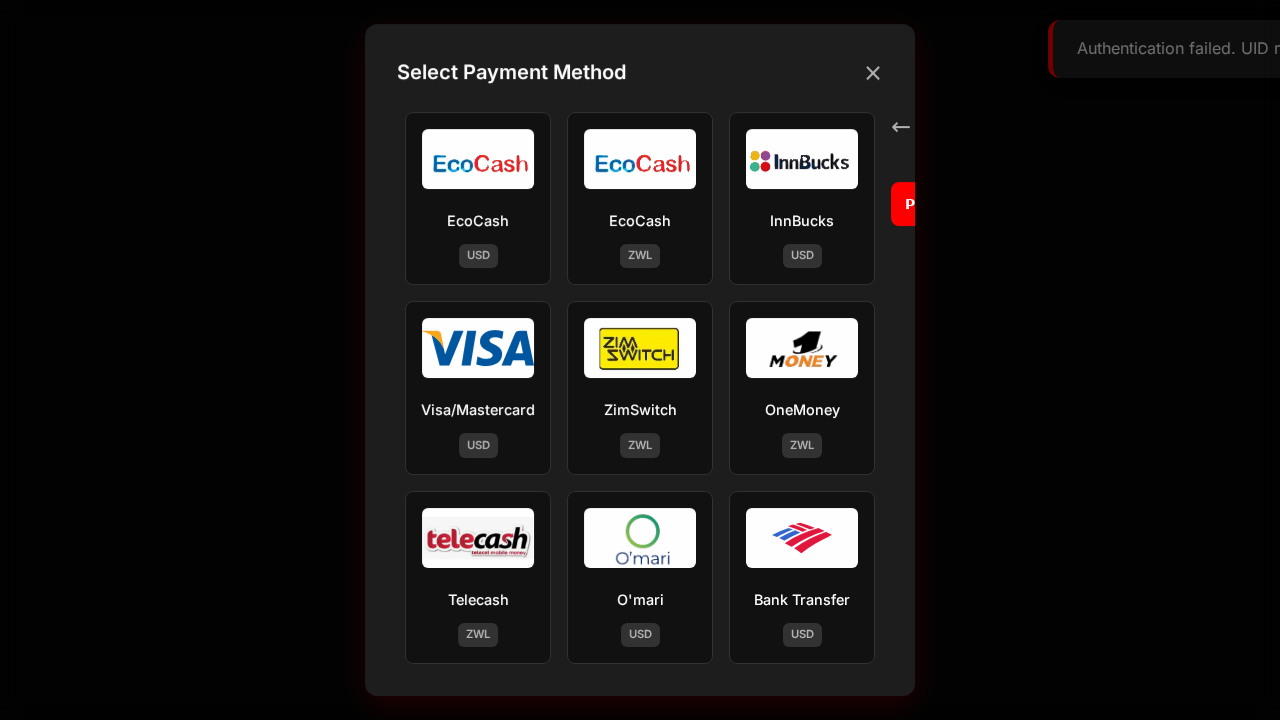 Authentication failed. UID
Select Payment Method
EcoCash
EcoCash
InnBucks
EcoCash
EcoCash
InnBucks
USD
ZWL
USD
VISA
ZIM SWITCH
1 MONEY
Visa/Mastercard
ZimSwitch
OneMoney
USD
ZWL
ZWL
telecash
telecel mobile money
O'mari
Telecash
O'mari
Bank Transfer
ZWL
USD
USD